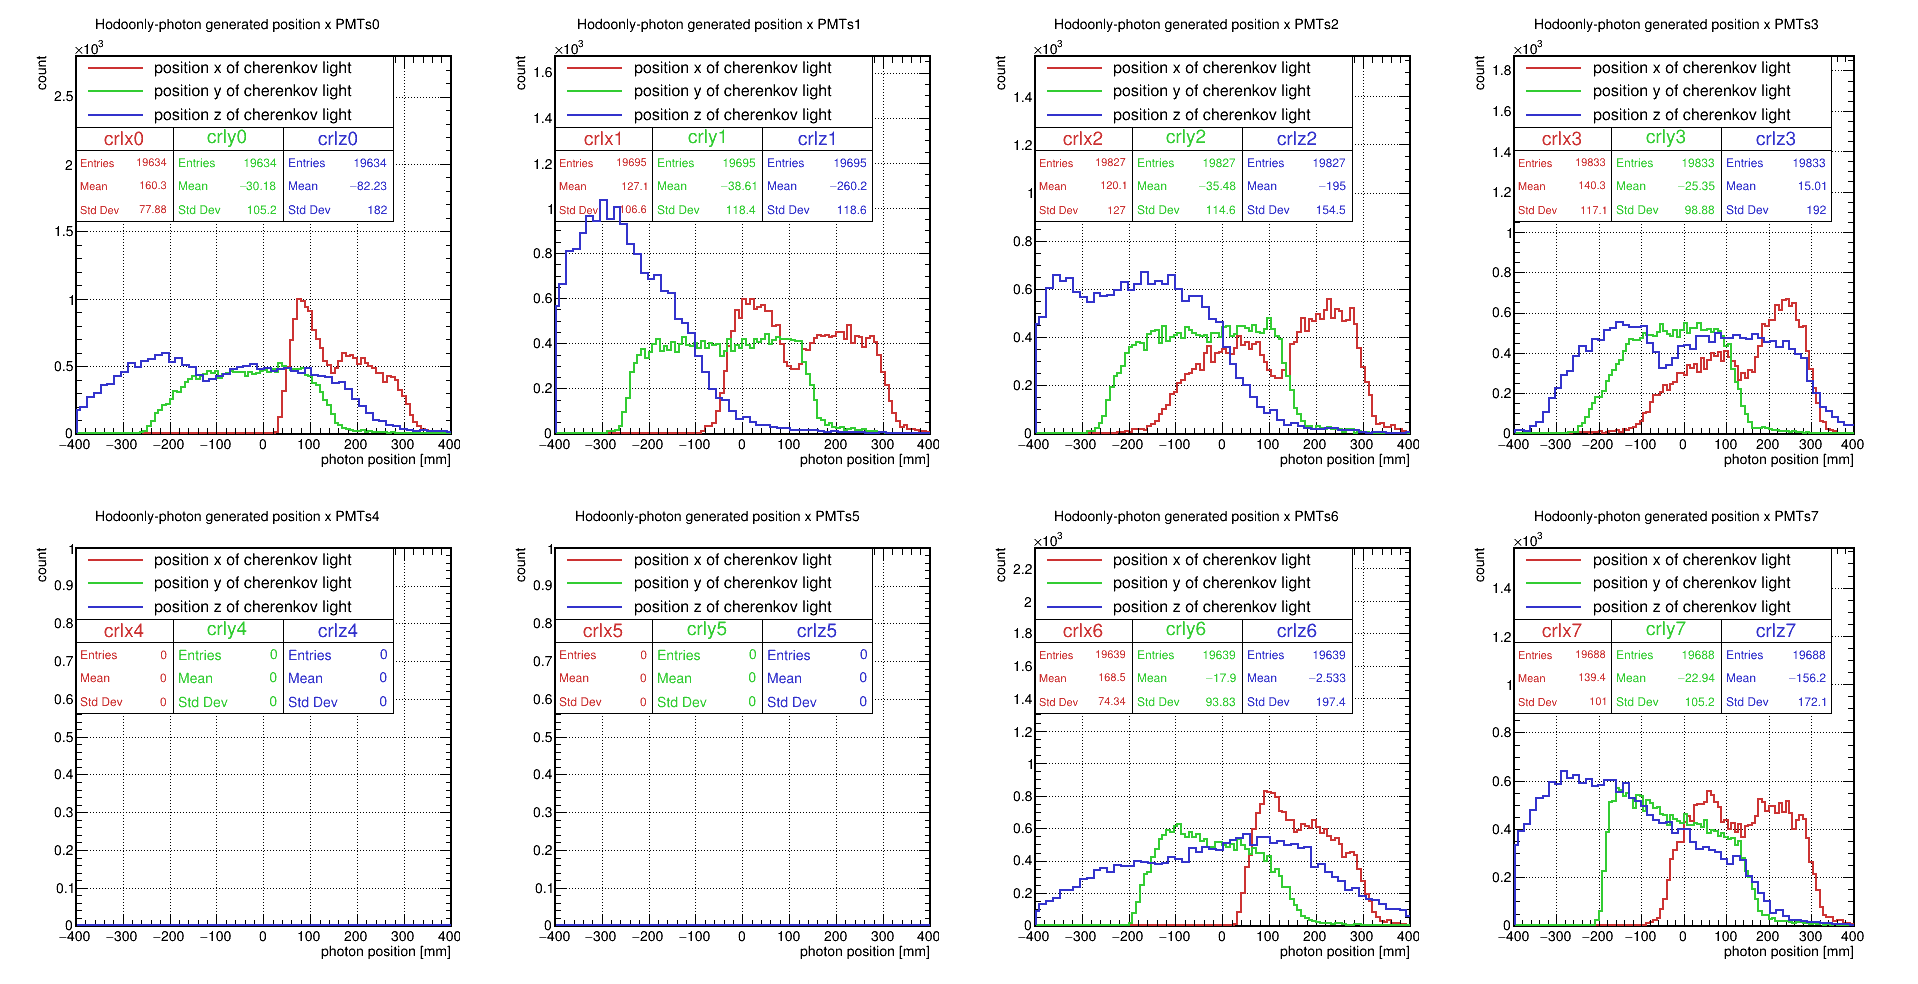 Hodoonly-photon generated position x PMTs0
×10³
count
position x of cherenkov light
position y of cherenkov light
position z of cherenkov light
crlx0 crly0 crlz0
Entries 19634 Entries 19634 Entries 19634
Mean 160.3 Mean −30.18 Mean −82.23
Std Dev 77.88 Std Dev 105.2 Std Dev 182
2.5
2
1.5
1
0.5
0
−400 −300 −200 −100 0 100 200 300 400
photon position [mm]
Hodoonly-photon generated position x PMTs1
×10³
count
position x of cherenkov light
position y of cherenkov light
position z of cherenkov light
crlx1 crly1 crlz1
Entries 19695 Entries 19695 Entries 19695
Mean 127.1 Mean −38.61 Mean −260.2
Std Dev 106.6 Std Dev 118.4 Std Dev 118.6
1.6
1.4
1.2
1
0.8
0.6
0.4
0.2
0
−400 −300 −200 −100 0 100 200 300 400
photon position [mm]
Hodoonly-photon generated position x PMTs2
×10³
count
position x of cherenkov light
position y of cherenkov light
position z of cherenkov light
crlx2 crly2 crlz2
Entries 19827 Entries 19827 Entries 19827
Mean 120.1 Mean −35.48 Mean −195
Std Dev 127 Std Dev 114.6 Std Dev 154.5
1.4
1.2
1
0.8
0.6
0.4
0.2
0
−400 −300 −200 −100 0 100 200 300 400
photon position [mm]
Hodoonly-photon generated position x PMTs3
×10³
count
position x of cherenkov light
position y of cherenkov light
position z of cherenkov light
crlx3 crly3 crlz3
Entries 19833 Entries 19833 Entries 19833
Mean 140.3 Mean −25.35 Mean 15.01
Std Dev 117.1 Std Dev 98.88 Std Dev 192
1.8
1.6
1.4
1.2
1
0.8
0.6
0.4
0.2
0
−400 −300 −200 −100 0 100 200 300 400
photon position [mm]
Hodoonly-photon generated position x PMTs4
count
position x of cherenkov light
position y of cherenkov light
position z of cherenkov light
crlx4 crly4 crlz4
Entries 0 Entries 0 Entries 0
Mean 0 Mean 0 Mean 0
Std Dev 0 Std Dev 0 Std Dev 0
1
0.9
0.8
0.7
0.6
0.5
0.4
0.3
0.2
0.1
0
−400 −300 −200 −100 0 100 200 300 400
photon position [mm]
Hodoonly-photon generated position x PMTs5
count
position x of cherenkov light
position y of cherenkov light
position z of cherenkov light
crlx5 crly5 crlz5
Entries 0 Entries 0 Entries 0
Mean 0 Mean 0 Mean 0
Std Dev 0 Std Dev 0 Std Dev 0
1
0.9
0.8
0.7
0.6
0.5
0.4
0.3
0.2
0.1
0
−400 −300 −200 −100 0 100 200 300 400
photon position [mm]
Hodoonly-photon generated position x PMTs6
×10³
count
position x of cherenkov light
position y of cherenkov light
position z of cherenkov light
crlx6 crly6 crlz6
Entries 19639 Entries 19639 Entries 19639
Mean 168.5 Mean −17.9 Mean −2.533
Std Dev 74.34 Std Dev 93.83 Std Dev 197.4
2.2
2
1.8
1.6
1.4
1.2
1
0.8
0.6
0.4
0.2
0
−400 −300 −200 −100 0 100 200 300 400
photon position [mm]
Hodoonly-photon generated position x PMTs7
×10³
count
position x of cherenkov light
position y of cherenkov light
position z of cherenkov light
crlx7 crly7 crlz7
Entries 19688 Entries 19688 Entries 19688
Mean 139.4 Mean −22.94 Mean −156.2
Std Dev 101 Std Dev 105.2 Std Dev 172.1
1.4
1.2
1
0.8
0.6
0.4
0.2
0
−400 −300 −200 −100 0 100 200 300 400
photon position [mm]